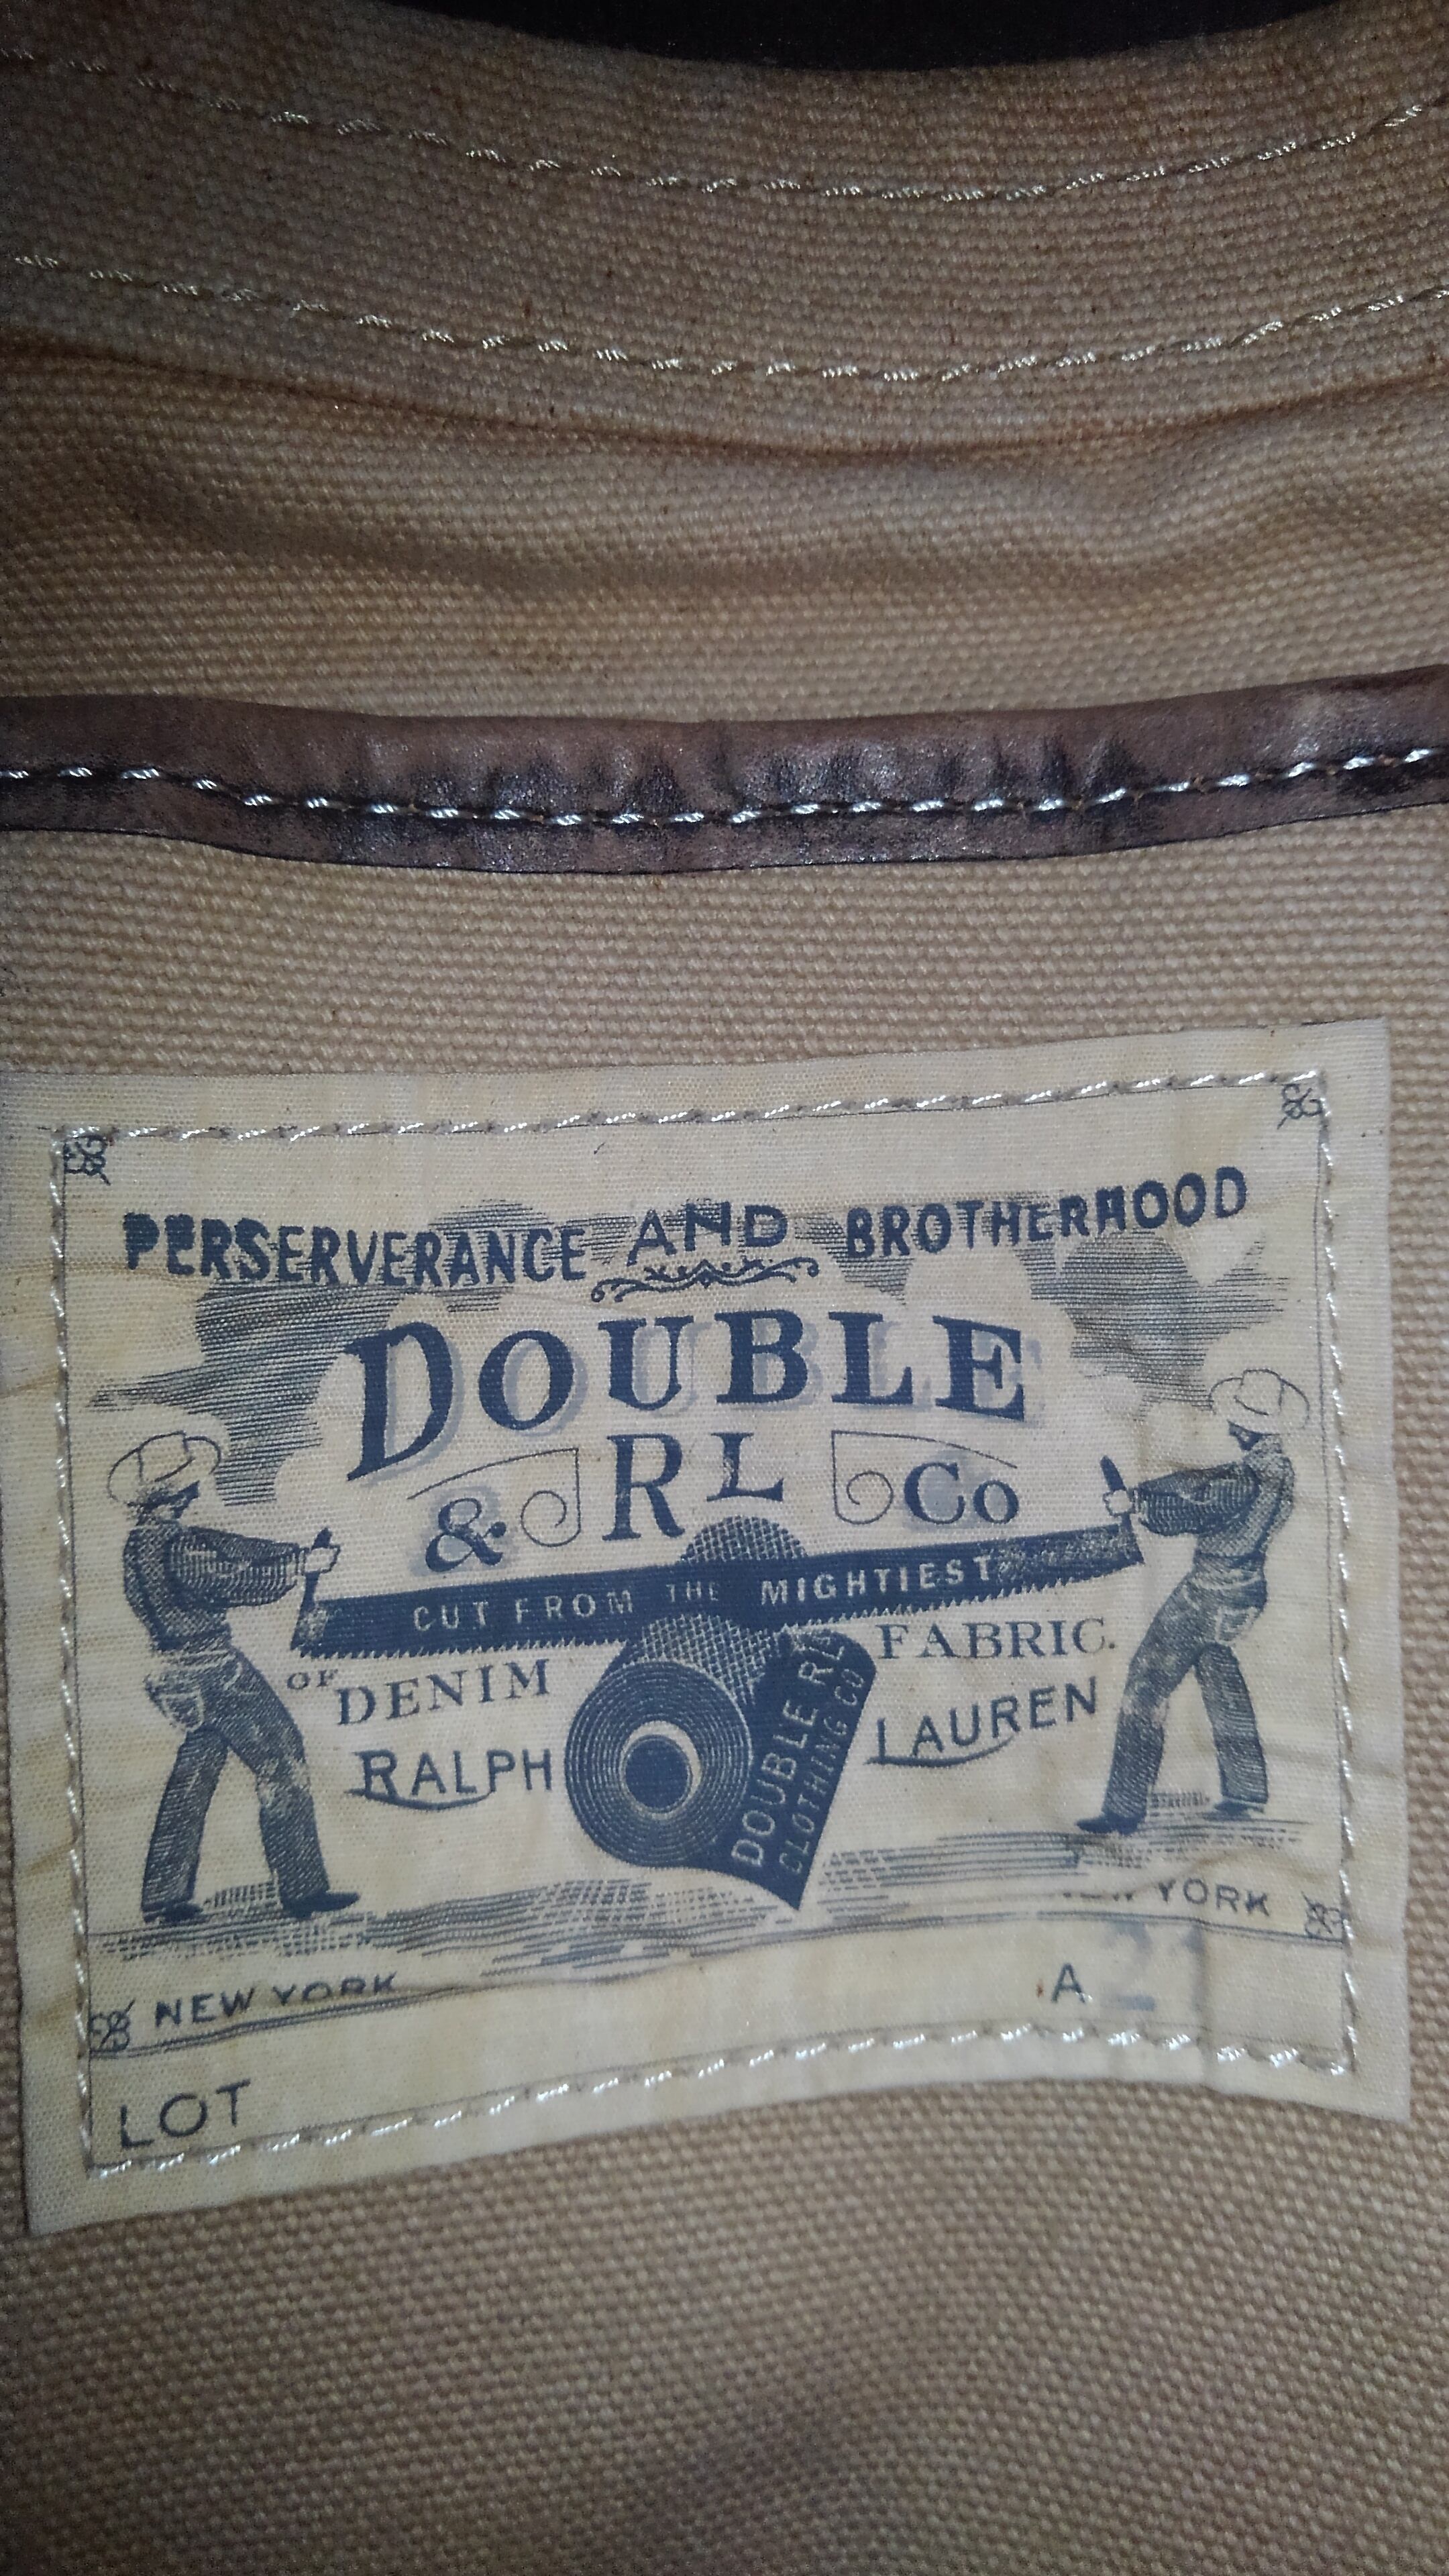 PERSERVERANCE AND BROTHERHOOD
DOUBLE
& RL Co
CUT FROM THE MIGHTIEST
OF DENIM FABRIC.
RALPH LAUREN
DOUBLE RL
CLOTHING CO
NEW YORK
YORK
A
LOT